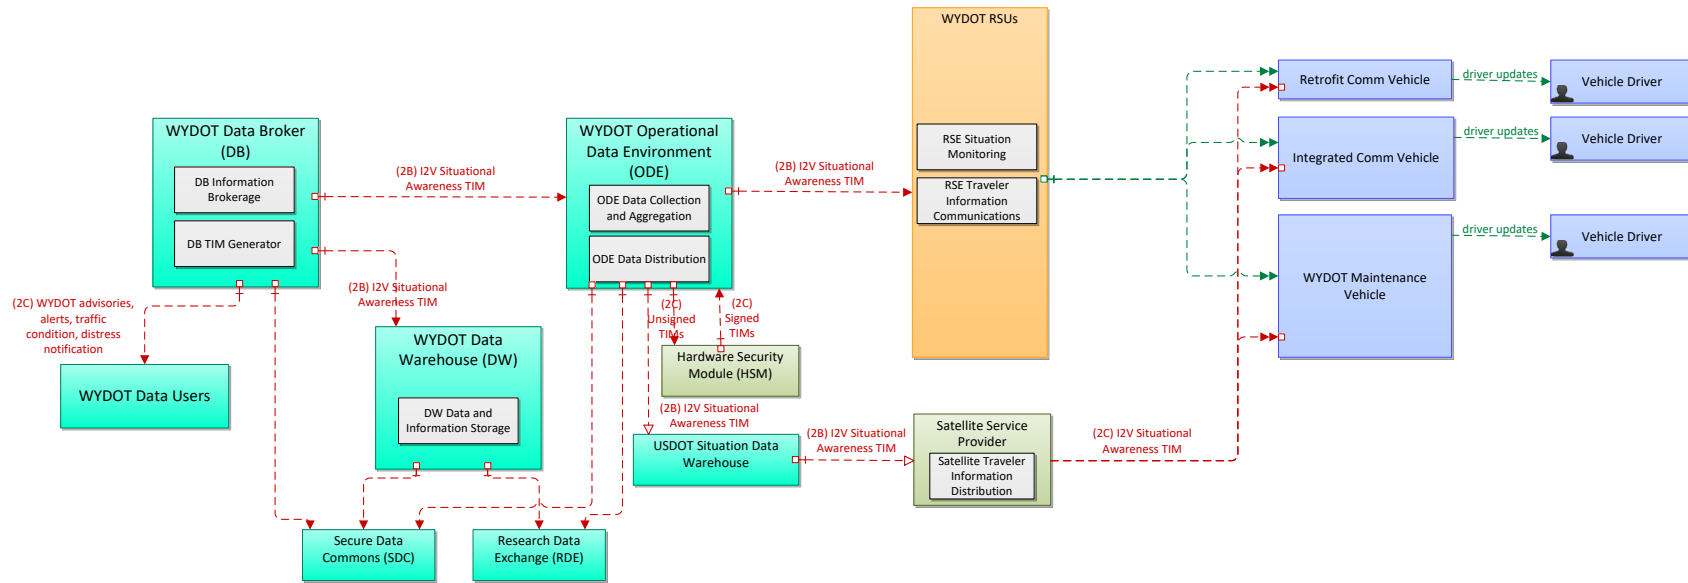 WYDOT RSUs
RSE Situation
Monitoring
RSE Traveler
Information
Communications
WYDOT Data Broker
(DB)
DB Information
Brokerage
DB TIM Generator
(2B) I2V Situational
Awareness TIM
WYDOT Operational
Data Environment
(ODE)
ODE Data Collection
and Aggregation
ODE Data Distribution
(2B) I2V Situational
Awareness TIM
Retrofit Comm Vehicle
driver updates
Vehicle Driver
Integrated Comm Vehicle
driver updates
Vehicle Driver
WYDOT Maintenance
Vehicle
driver updates
Vehicle Driver
(2C) WYDOT advisories,
alerts, traffic
condition, distress
notification
(2B) I2V Situational
Awareness TIM
(2C)
Unsigned
TIMs
(2C)
Signed
TIMs
WYDOT Data Users
WYDOT Data
Warehouse (DW)
DW Data and
Information Storage
Hardware Security
Module (HSM)
(2B) I2V Situational
Awareness TIM
USDOT Situation Data
Warehouse
(2B) I2V Situational
Awareness TIM
Satellite Service
Provider
Satellite Traveler
Information
Distribution
(2C) I2V Situational
Awareness TIM
Secure Data
Commons (SDC)
Research Data
Exchange (RDE)